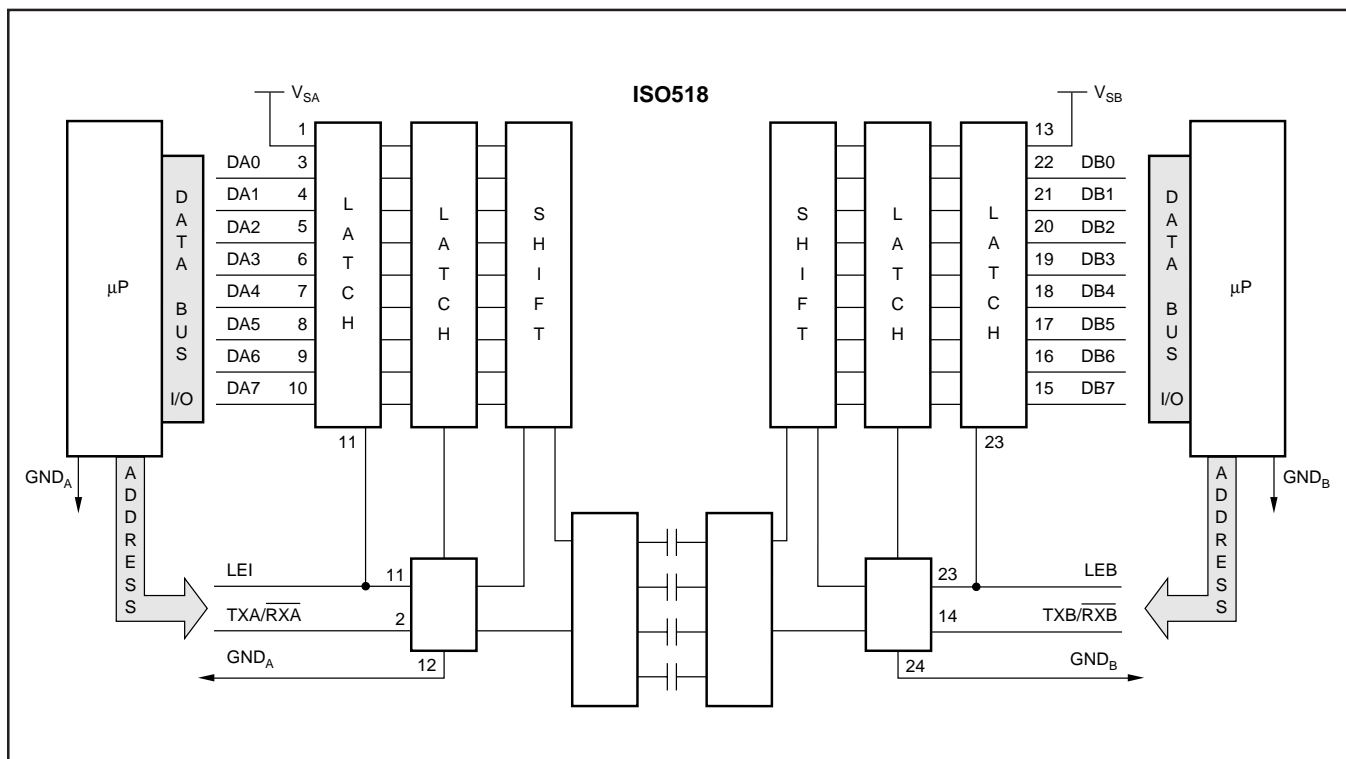 ISO518
V_SA
V_SB
1
13
DA0 3
22 DB0
DA1 4
21 DB1
DA2 5
20 DB2
DA3 6
19 DB3
DA4 7
18 DB4
DA5 8
17 DB5
DA6 9
16 DB6
DA7 10
15 DB7
μP
DATA BUS I/O
LATCH
LATCH
SHIFT
SHIFT
LATCH
LATCH
DATA BUS I/O
μP
11
23
GND_A
GND_B
ADDRESS
ADDRESS
LEI 11
23 LEB
TXA/R̅X̅A̅ 2
14 TXB/R̅X̅B̅
GND_A 12
24 GND_B